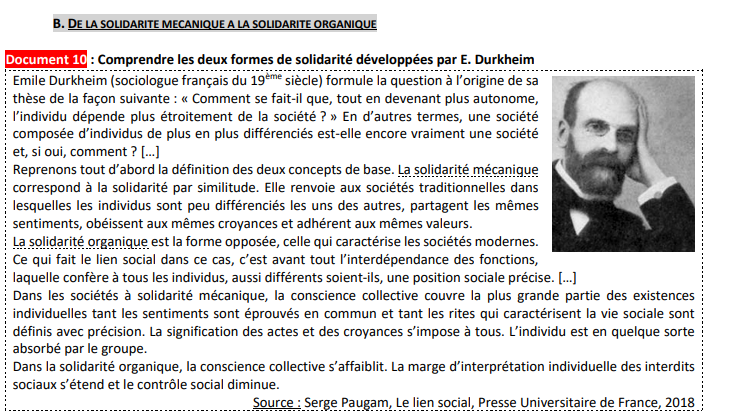 B. DE LA SOLIDARITE MECANIQUE A LA SOLIDARITE ORGANIQUE
Document 10 : Comprendre les deux formes de solidarité développées par E. Durkheim
Emile Durkheim (sociologue français du 19ème siècle) formule la question à l'origine de sa
thèse de la façon suivante : « Comment se fait-il que, tout en devenant plus autonome,
l'individu dépende plus étroitement de la société ? » En d'autres termes, une société
composée d'individus de plus en plus différenciés est-elle encore vraiment une société
et, si oui, comment ? […]
Reprenons tout d'abord la définition des deux concepts de base. La solidarité mécanique
correspond à la solidarité par similitude. Elle renvoie aux sociétés traditionnelles dans
lesquelles les individus sont peu différenciés les uns des autres, partagent les mêmes
sentiments, obéissent aux mêmes croyances et adhérent aux mêmes valeurs.
La solidarité organique est la forme opposée, celle qui caractérise les sociétés modernes.
Ce qui fait le lien social dans ce cas, c'est avant tout l'interdépendance des fonctions,
laquelle confère à tous les individus, aussi différents soient-ils, une position sociale précise. […]
Dans les sociétés à solidarité mécanique, la conscience collective couvre la plus grande partie des existences
individuelles tant les sentiments sont éprouvés en commun et tant les rites qui caractérisent la vie sociale sont
définis avec précision. La signification des actes et des croyances s'impose à tous. L'individu est en quelque sorte
absorbé par le groupe.
Dans la solidarité organique, la conscience collective s'affaiblit. La marge d'interprétation individuelle des interdits
sociaux s'étend et le contrôle social diminue.
Source : Serge Paugam, Le lien social, Presse Universitaire de France, 2018